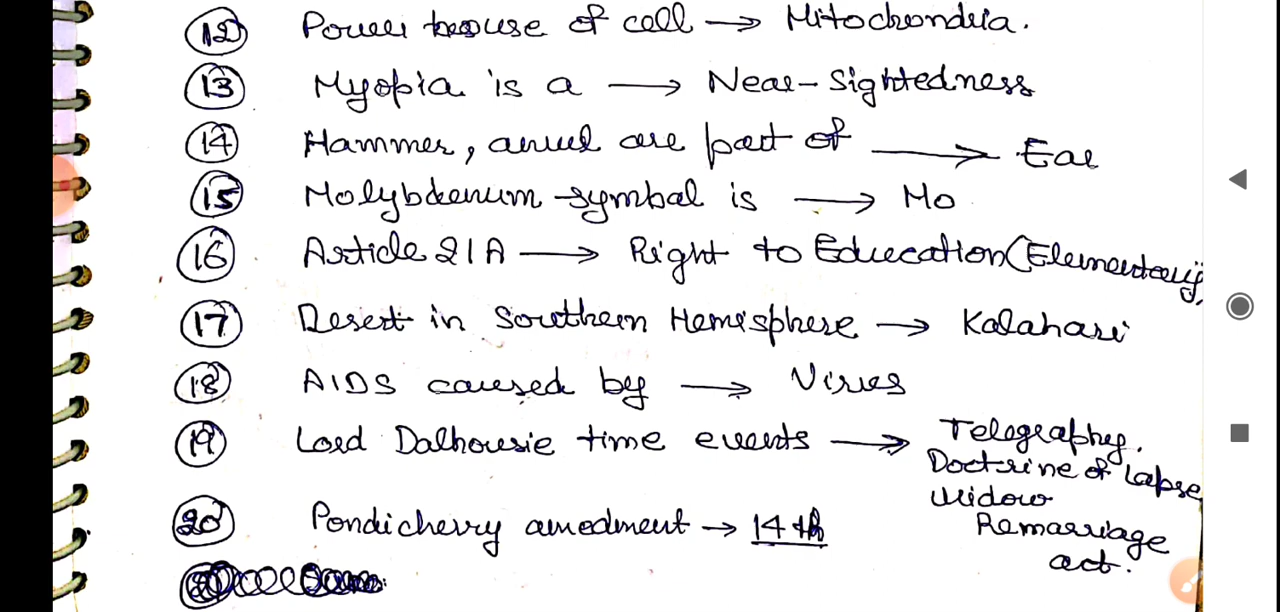 12 Power house of cell → Mitochondria.
13 Myopia is a → Near-Sightedness
14 Hammer, anvil are part of → Ear
15 Molybdenum symbal is → Mo
16 Article 21A → Right to Education (Elementary)
17 Desert in Southern Hemisphere → Kalahari
18 AIDS caused by → Virus
19 Lord Dalhousie time events → Telegraphy.
Doctrine of Lapse
Widow
Remarriage
act.
20 Pondicherry amedment → 14th